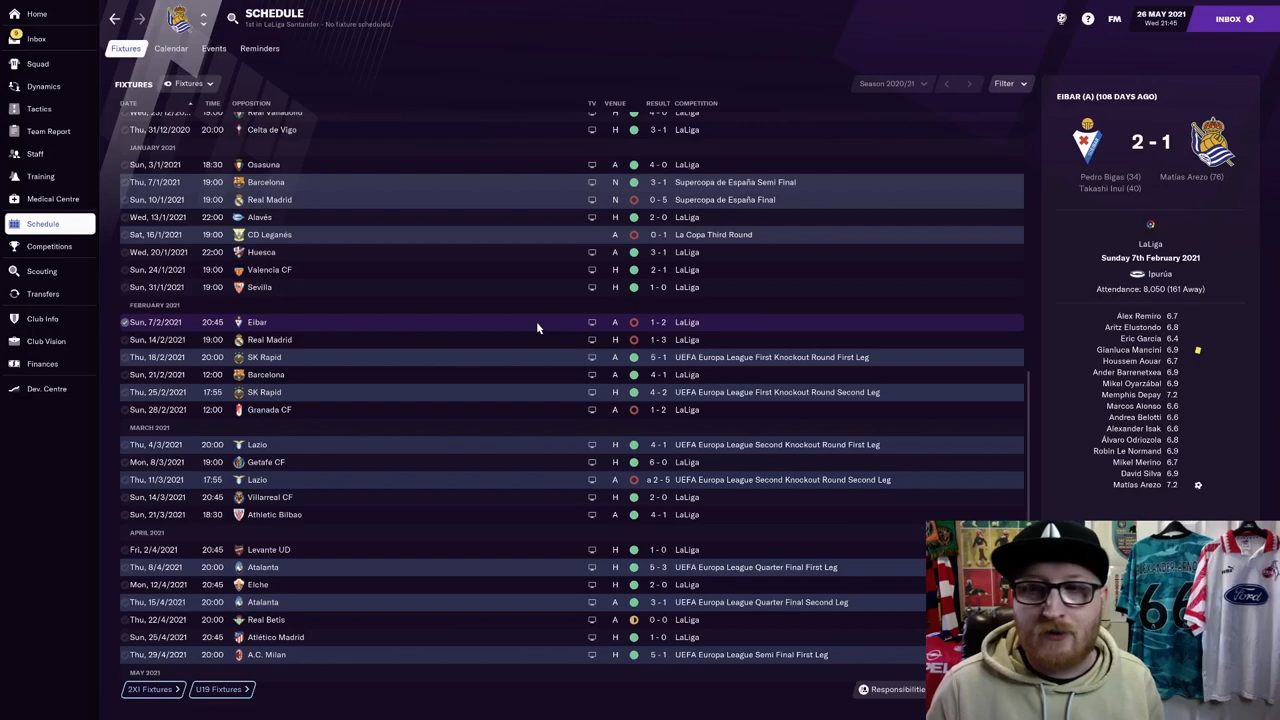 Home
SCHEDULE
1st in LaLiga Santander - No fixture scheduled.
26 MAY 2021
Wed 21:45
FM
INBOX
9
Inbox
Squad
Dynamics
Tactics
Team Report
Staff
Training
Medical Centre
Schedule
Competitions
Scouting
Transfers
Club Info
Club Vision
Finances
Dev. Centre
Fixtures Calendar Events Reminders
FIXTURES Fixtures Season 2020/21 Filter
DATE TIME OPPOSITION TV VENUE RESULT COMPETITION
Wed, 23/12/20... 19:00 Real Valladolid H 4 - 0 LaLiga
Thu, 31/12/2020 20:00 Celta de Vigo H 3 - 1 LaLiga
JANUARY 2021
Sun, 3/1/2021 18:30 Osasuna A 4 - 0 LaLiga
Thu, 7/1/2021 19:00 Barcelona N 3 - 1 Supercopa de España Semi Final
Sun, 10/1/2021 19:00 Real Madrid N 0 - 5 Supercopa de España Final
Wed, 13/1/2021 22:00 Alavés H 2 - 0 LaLiga
Sat, 16/1/2021 19:00 CD Leganés A 0 - 1 La Copa Third Round
Wed, 20/1/2021 22:00 Huesca A 3 - 1 LaLiga
Sun, 24/1/2021 19:00 Valencia CF H 2 - 1 LaLiga
Sun, 31/1/2021 19:00 Sevilla H 1 - 0 LaLiga
FEBRUARY 2021
Sun, 7/2/2021 20:45 Eibar A 1 - 2 LaLiga
Sun, 14/2/2021 19:00 Real Madrid H 1 - 3 LaLiga
Thu, 18/2/2021 20:00 SK Rapid A 5 - 1 UEFA Europa League First Knockout Round First Leg
Sun, 21/2/2021 12:00 Barcelona A 4 - 1 LaLiga
Thu, 25/2/2021 17:55 SK Rapid H 4 - 2 UEFA Europa League First Knockout Round Second Leg
Sun, 28/2/2021 12:00 Granada CF A 1 - 2 LaLiga
MARCH 2021
Thu, 4/3/2021 20:00 Lazio H 4 - 1 UEFA Europa League Second Knockout Round First Leg
Mon, 8/3/2021 19:00 Getafe CF H 6 - 0 LaLiga
Thu, 11/3/2021 17:55 Lazio A a 2 - 5 UEFA Europa League Second Knockout Round Second Leg
Sun, 14/3/2021 20:45 Villarreal CF H 2 - 0 LaLiga
Sun, 21/3/2021 18:30 Athletic Bilbao A 4 - 1 LaLiga
APRIL 2021
Fri, 2/4/2021 20:45 Levante UD H 1 - 0 LaLiga
Thu, 8/4/2021 20:00 Atalanta H 5 - 3 UEFA Europa League Quarter Final First Leg
Mon, 12/4/2021 20:45 Elche H 2 - 0 LaLiga
Thu, 15/4/2021 20:00 Atalanta A 3 - 1 UEFA Europa League Quarter Final Second Leg
Thu, 22/4/2021 20:00 Real Betis A 0 - 0 LaLiga
Sun, 25/4/2021 20:45 Atlético Madrid H 1 - 0 LaLiga
Thu, 29/4/2021 20:00 A.C. Milan H 5 - 1 UEFA Europa League Semi Final First Leg
MAY 2021
2XI Fixtures U19 Fixtures Responsibilitie
EIBAR (A) (108 DAYS AGO)
2 - 1
Pedro Bigas (34) Matías Arezo (76)
Takashi Inui (40)
LaLiga
Sunday 7th February 2021
Ipurúa
Attendance: 8,050 (161 Away)
Alex Remiro 6.7
Aritz Elustondo 6.8
Eric García 6.4
Gianluca Mancini 6.9
Houssem Aouar 6.7
Ander Barrenetxea 6.9
Mikel Oyarzábal 6.9
Memphis Depay 7.2
Marcos Alonso 6.6
Andrea Belotti 6.6
Alexander Isak 6.6
Álvaro Odriozola 6.8
Robin Le Normand 6.9
Mikel Merino 6.7
David Silva 6.9
Matías Arezo 7.2
66
Ford